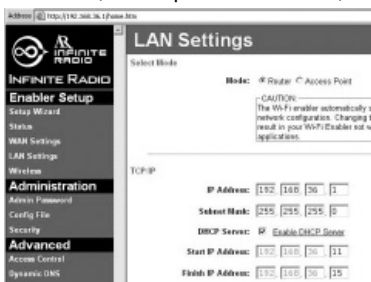 Address http://192.168.36.1/home.htm
LAN Settings
AR
INFINITE
RADIO
INFINITE RADIO
Select Mode
Mode: Router Access Point
CAUTION:
The Wi-Fi enabler automatically s
network configuration. Changing t
result in your Wi-Fi Enabler not w
applications.
Enabler Setup
Setup Wizard
Status
WAN Settings
LAN Settings
Wireless
Administration
Admin Password
Config File
Security
Advanced
Access Control
Dynamic DNS
TCP/IP
IP Address: 192 168 36 1
Subnet Mask: 255 255 255 0
DHCP Server: Enable DHCP Server
Start IP Address: 192 168 36 11
Finish IP Address: 192 168 36 15